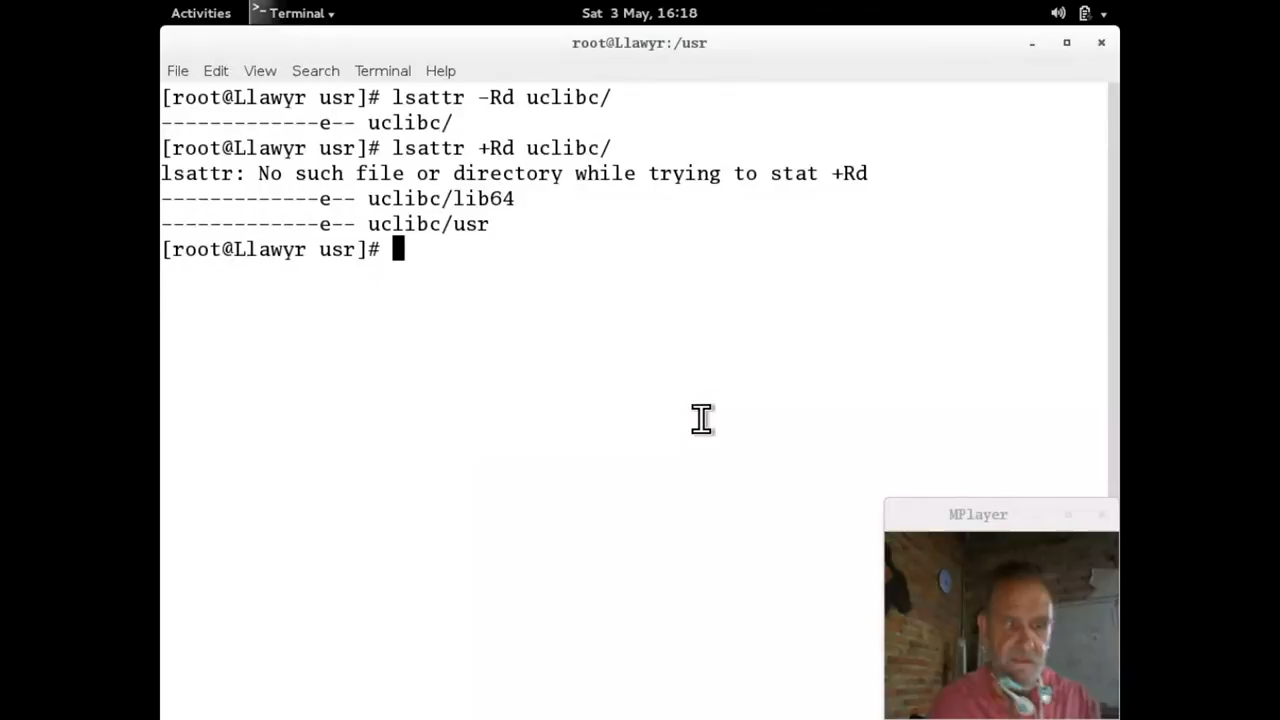 Activities >_ Terminal ▾ Sat 3 May, 16:18
root@Llawyr:/usr
File Edit View Search Terminal Help
[root@Llawyr usr]# lsattr -Rd uclibc/
-------------e-- uclibc/
[root@Llawyr usr]# lsattr +Rd uclibc/
lsattr: No such file or directory while trying to stat +Rd
-------------e-- uclibc/lib64
-------------e-- uclibc/usr
[root@Llawyr usr]#
MPlayer